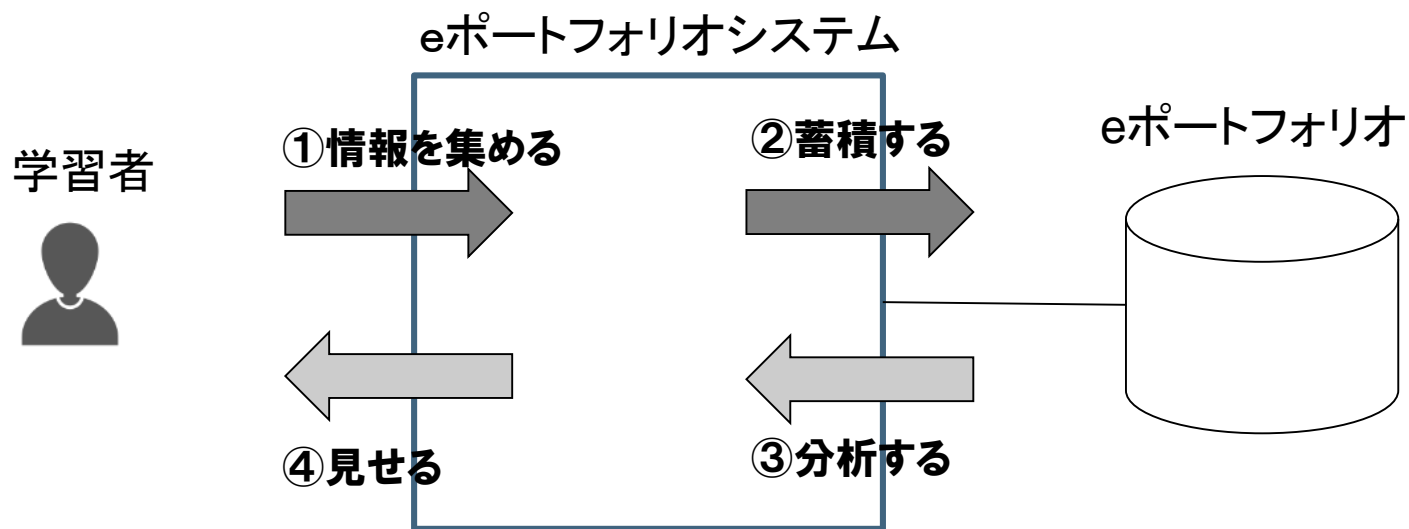 eポートフォリオシステム
学習者
①情報を集める
②蓄積する
eポートフォリオ
④見せる
③分析する